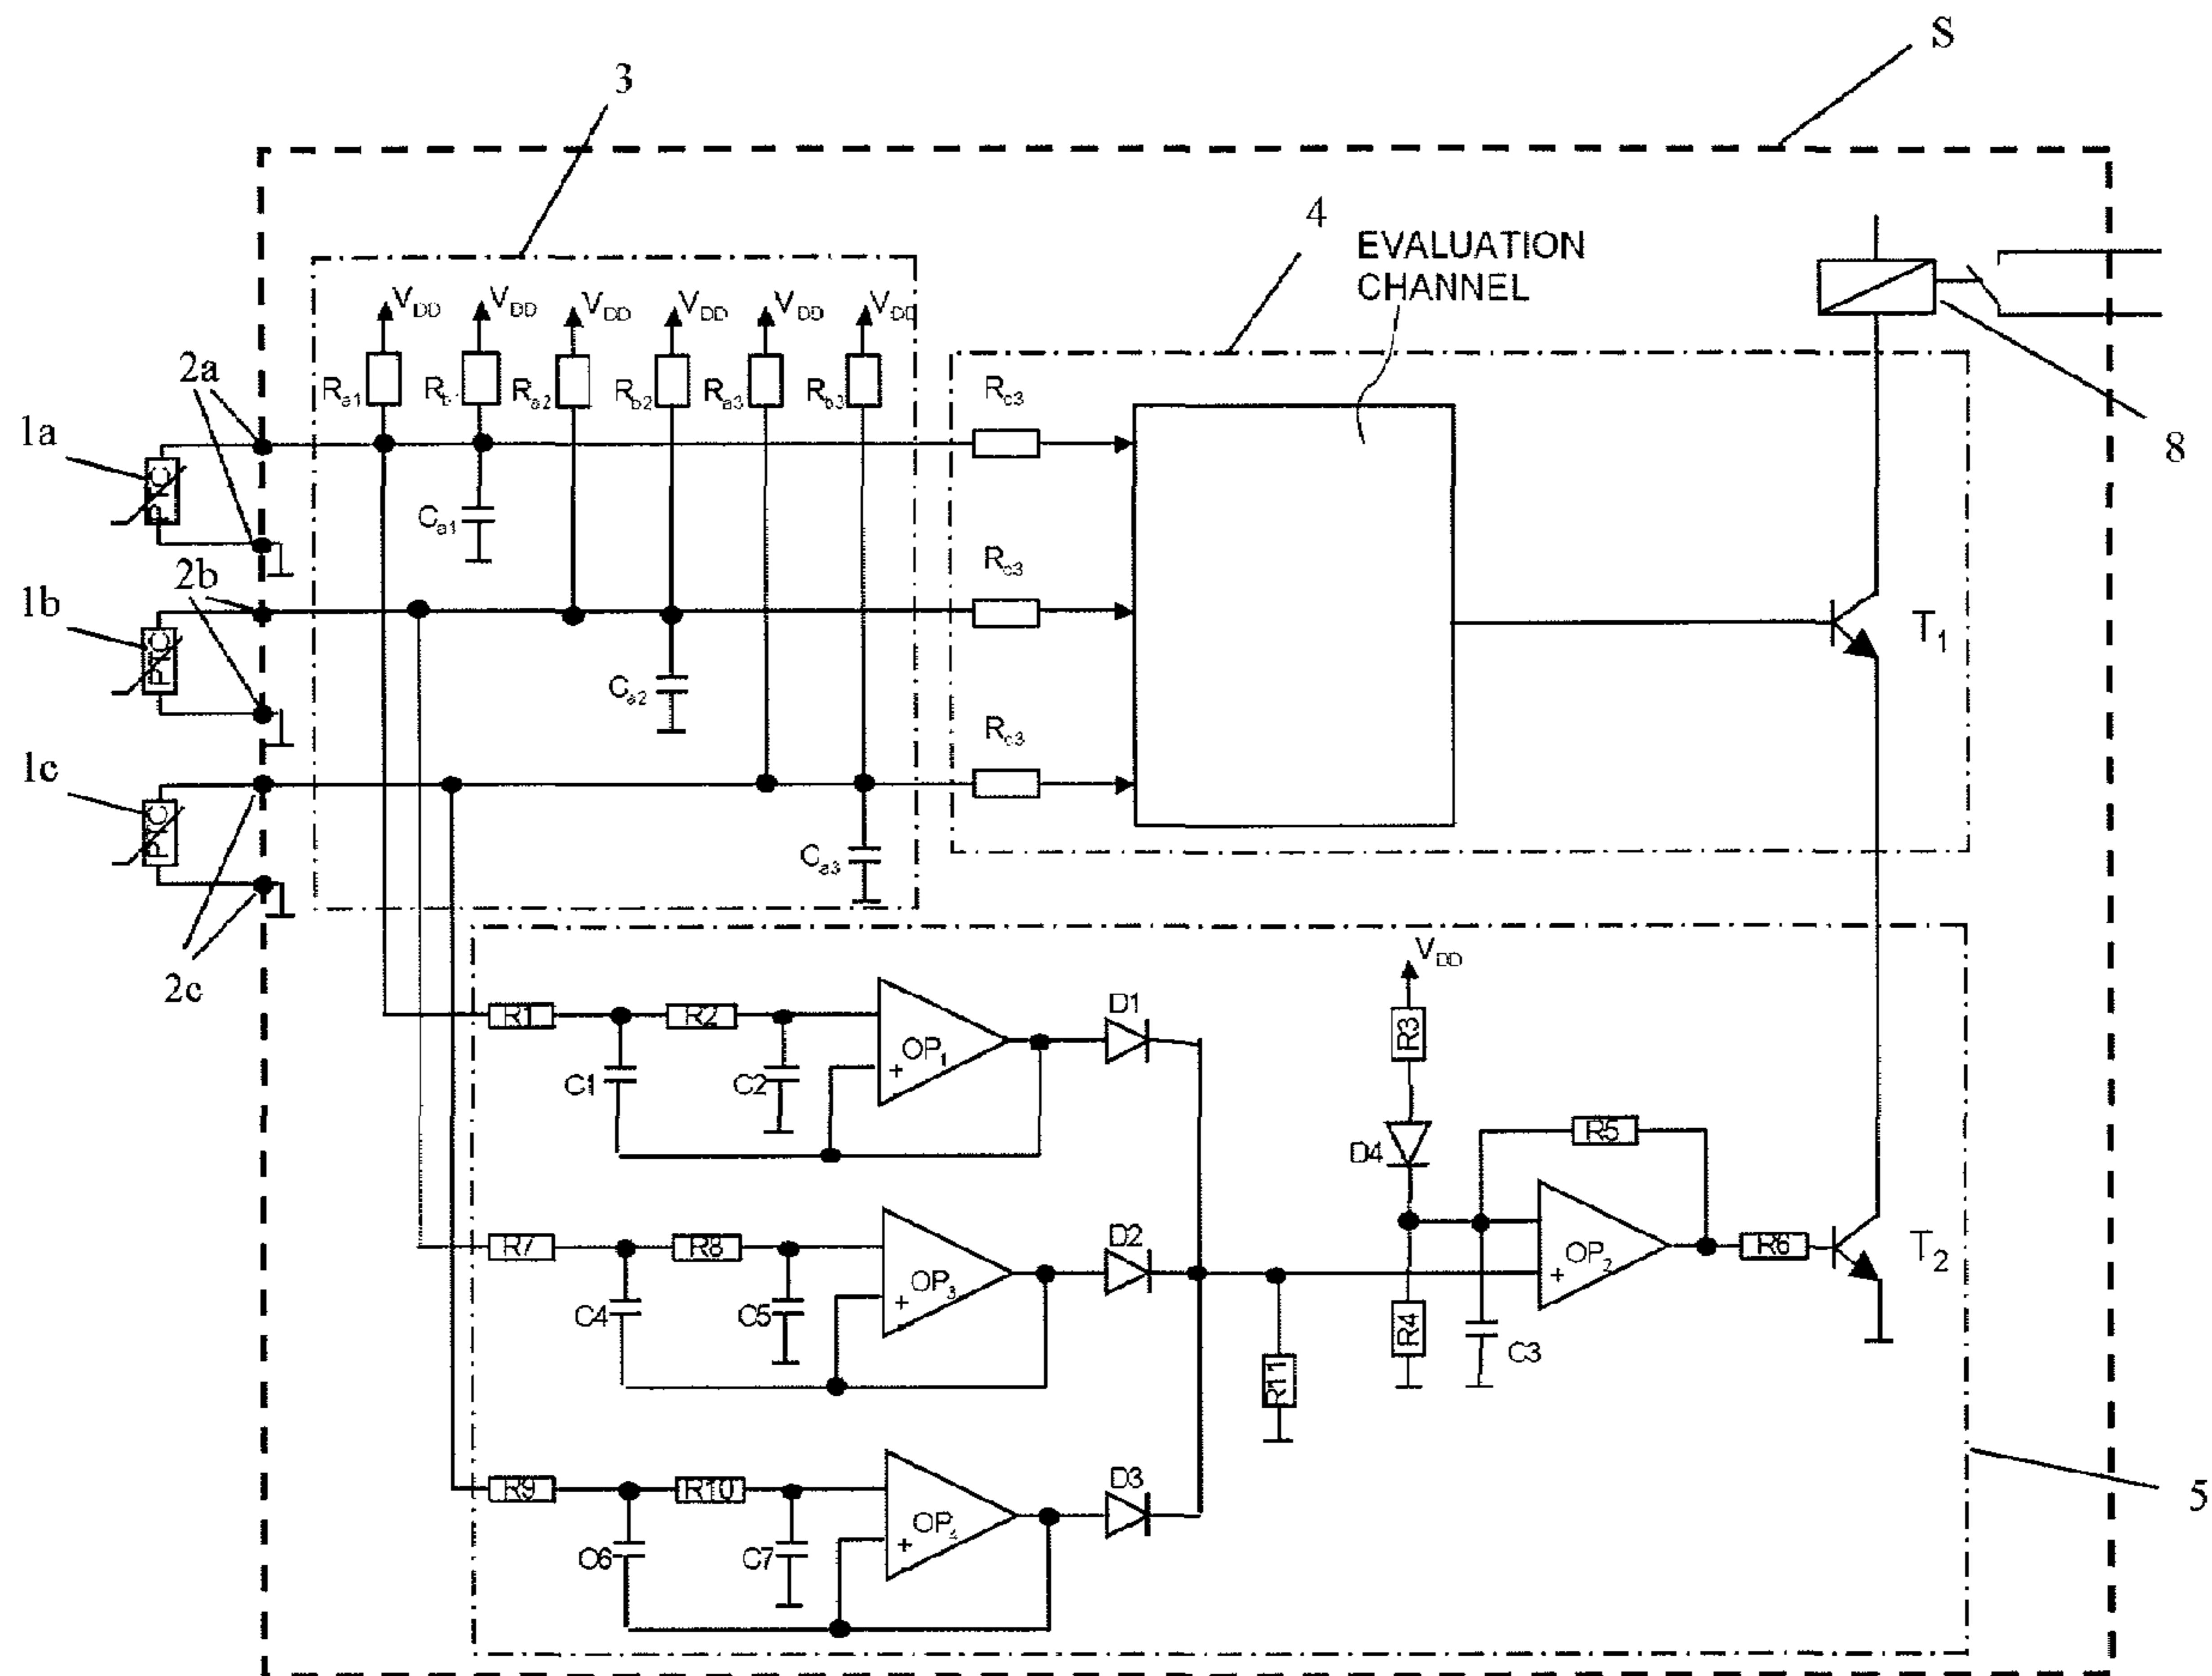 S
3
4
EVALUATION
CHANNEL
V_DD V_DD V_DD V_DD V_DD V_DD
8
2a
R_a1 R_b1 R_a2 R_b2 R_a3 R_b3
R_c3
1a
PTC
C_a1
2b
R_c3
1b
PTC
C_a2
T_1
R_c3
1c
PTC
C_a3
2c
V_DD
R1 R2 OP_1 + D1 R3
C1 C2
D4 R5
R7 R8 OP_3 + D2 OP_2 + R6 T_2
C4 C5 R4 C3
R11
R9 R10 OP_4 + D3 5
C6 C7